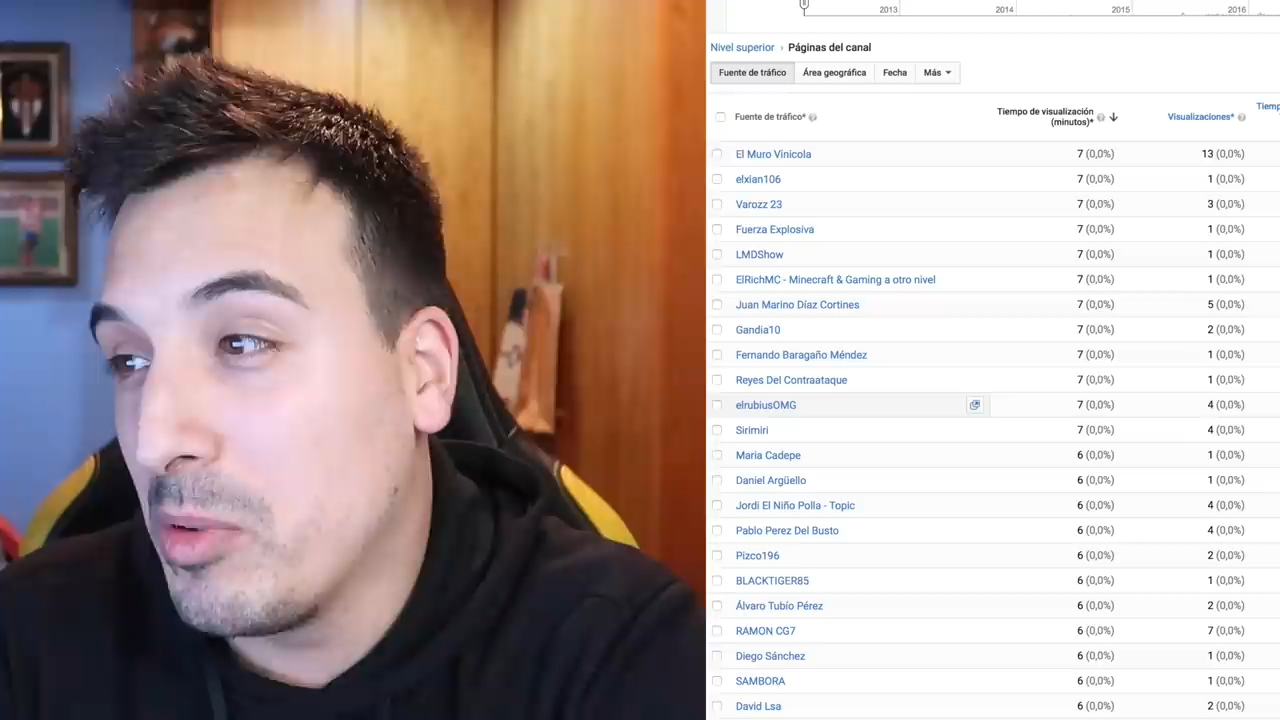 2013 2014 2015 2016
Nivel superior › Páginas del canal
Fuente de tráfico Área geográfica Fecha Más
Fuente de tráfico* Tiempo de visualización (minutos)* Visualizaciones* Tiemp
El Muro Vinicola 7 (0,0%) 13 (0,0%)
elxian106 7 (0,0%) 1 (0,0%)
Varozz 23 7 (0,0%) 3 (0,0%)
Fuerza Explosiva 7 (0,0%) 1 (0,0%)
LMDShow 7 (0,0%) 1 (0,0%)
ElRichMC - Minecraft & Gaming a otro nivel 7 (0,0%) 1 (0,0%)
Juan Marino Díaz Cortines 7 (0,0%) 5 (0,0%)
Gandia10 7 (0,0%) 2 (0,0%)
Fernando Baragaño Méndez 7 (0,0%) 1 (0,0%)
Reyes Del Contraataque 7 (0,0%) 1 (0,0%)
elrubiusOMG 7 (0,0%) 4 (0,0%)
Sirimiri 7 (0,0%) 4 (0,0%)
Maria Cadepe 6 (0,0%) 1 (0,0%)
Daniel Argüello 6 (0,0%) 1 (0,0%)
Jordi El Niño Polla - Topic 6 (0,0%) 4 (0,0%)
Pablo Perez Del Busto 6 (0,0%) 4 (0,0%)
Pizco196 6 (0,0%) 2 (0,0%)
BLACKTIGER85 6 (0,0%) 1 (0,0%)
Álvaro Tubío Pérez 6 (0,0%) 2 (0,0%)
RAMON CG7 6 (0,0%) 7 (0,0%)
Diego Sánchez 6 (0,0%) 1 (0,0%)
SAMBORA 6 (0,0%) 1 (0,0%)
David Lsa 6 (0,0%) 2 (0,0%)